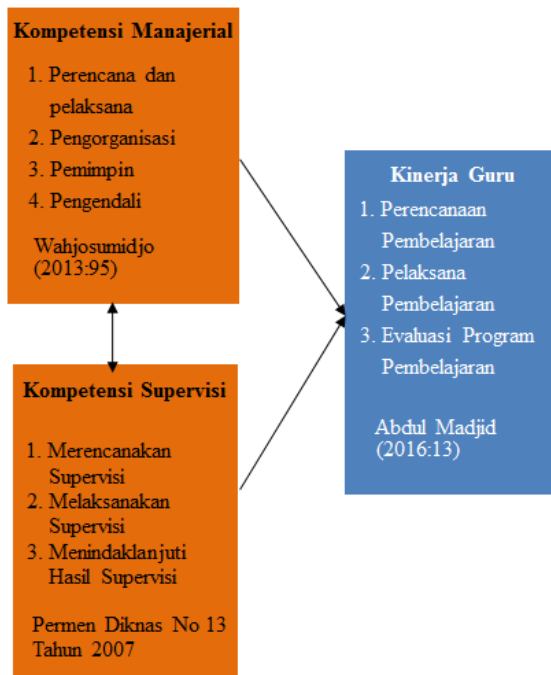 Kompetensi Manajerial
1. Perencana dan
pelaksana
2. Pengorganisasi
3. Pemimpin
4. Pengendali
Wahjosumidjo
(2013:95)
Kompetensi Supervisi
1. Merencanakan
Supervisi
2. Melaksanakan
Supervisi
3. Menindaklanjuti
Hasil Supervisi
Permen Diknas No 13
Tahun 2007
Kinerja Guru
1. Perencanaan
Pembelajaran
2. Pelaksana
Pembelajaran
3. Evaluasi Program
Pembelajaran
Abdul Madjid
(2016:13)